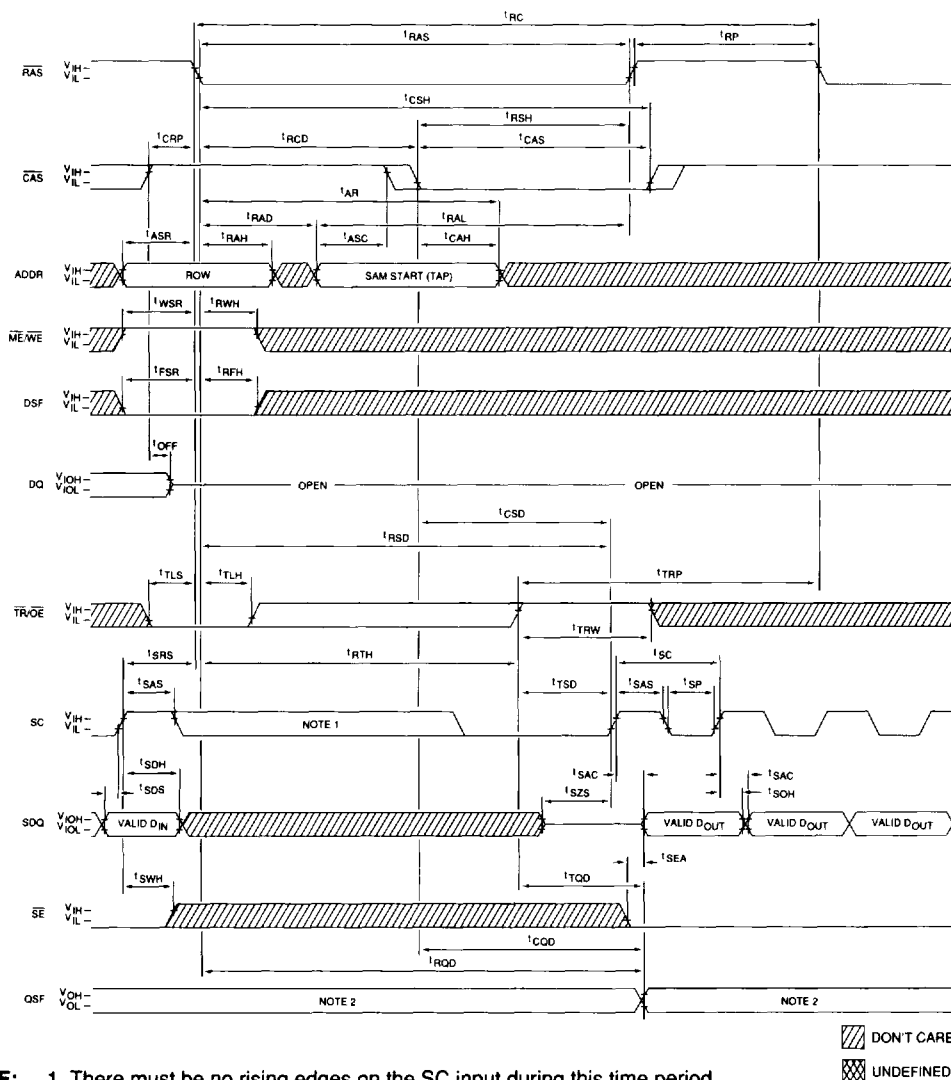 tRC
tRAS tRP
RAS VIH VIL
tCSH
tRSH
tCRP tRCD tCAS
CAS VIH VIL
tAR
tRAD tRAL
tASR tRAH tASC tCAH
ADDR VIH VIL ROW SAM START (TAP)
tWSR tRWH
ME/WE VIH VIL
tFSR tRFH
DSF VIH VIL
tOFF
DQ VIOH VIOL OPEN OPEN
tCSD
tRSD
tTLS tTLH tTRP
TR/OE VIH VIL
tTRW
tSRS tRTH tSC
tSAS tTSD tSAS tSP
SC VIH VIL NOTE 1
tSDH tSAC tSAC
tSDS tSZS tSOH
SDQ VIOH VIOL VALID DIN VALID DOUT VALID DOUT VALID DOUT
tSEA
tSWH tTQD
SE VIH VIL
tCQD
tRQD
QSF VOH VOL NOTE 2 NOTE 2
DON'T CARE
UNDEFINED
E: 1. There must be no rising edges on the SC input during this time period